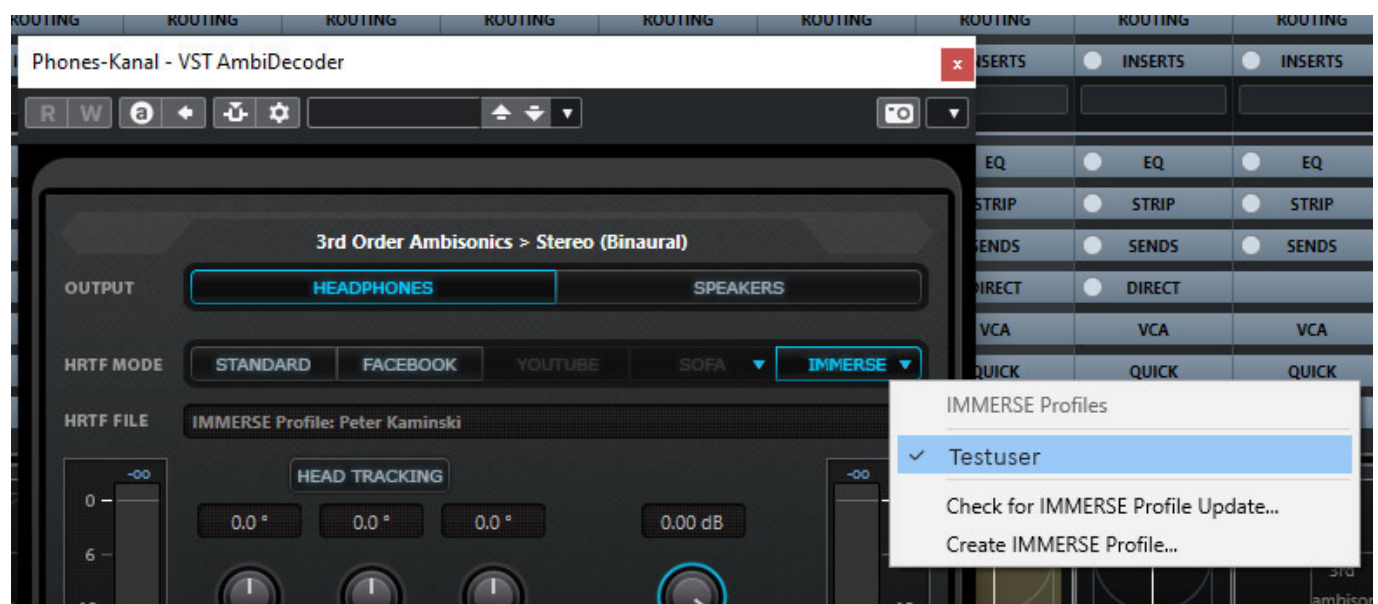 ROUTING ROUTING ROUTING ROUTING ROUTING ROUTING ROUTING ROUTING ROUTING
Phones-Kanal - VST AmbiDecoder x
INSERTS INSERTS
R W a
EQ EQ EQ
STRIP STRIP STRIP
3rd Order Ambisonics > Stereo (Binaural)
SENDS SENDS SENDS
OUTPUT HEADPHONES SPEAKERS
DIRECT DIRECT
VCA VCA VCA
HRTF MODE STANDARD FACEBOOK YOUTUBE SOFA IMMERSE
QUICK QUICK QUICK
IMMERSE Profiles
HRTF FILE IMMERSE Profile: Peter Kaminski
Testuser
-oo HEAD TRACKING -oo
0
Check for IMMERSE Profile Update...
0.0 ° 0.0 ° 0.0 ° 0.00 dB
Create IMMERSE Profile...
6
3rd
ambisor